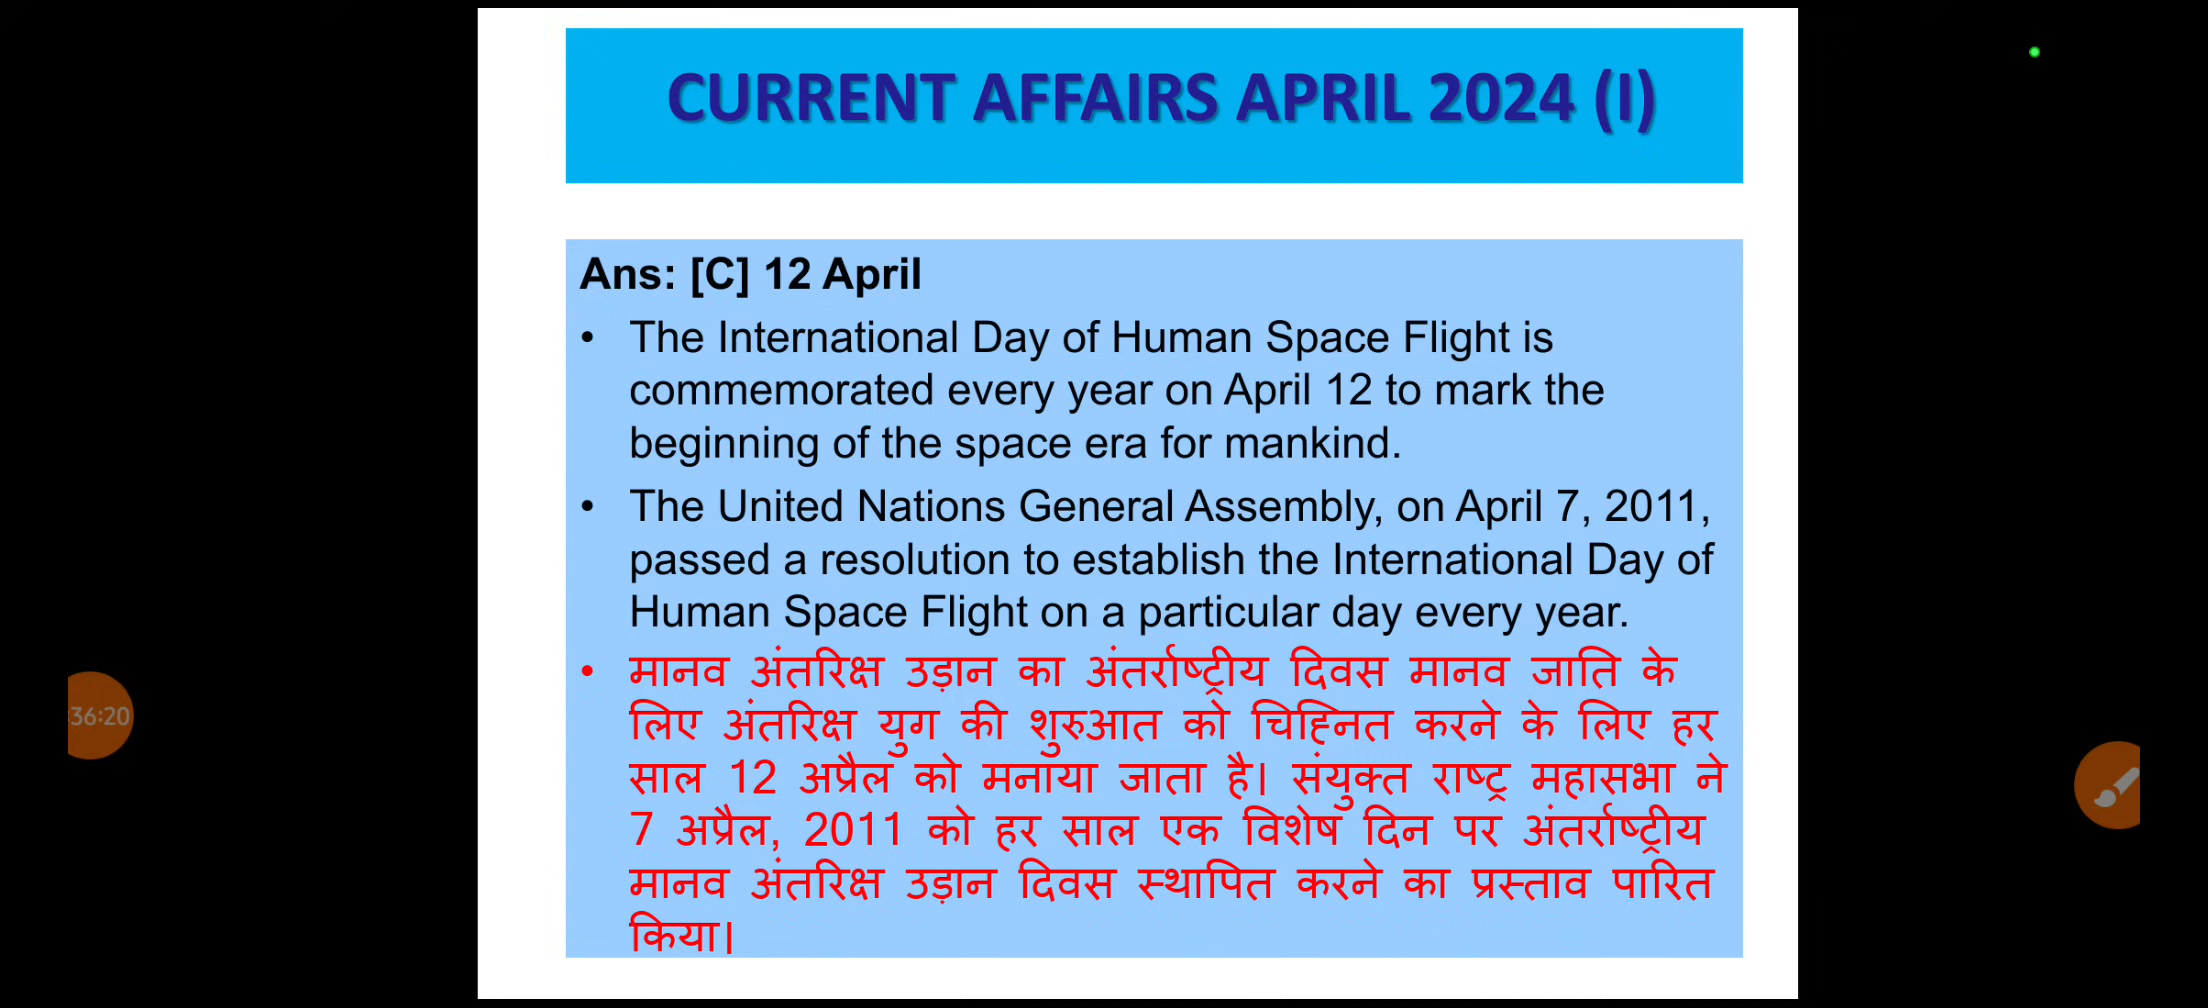 CURRENT AFFAIRS APRIL 2024 (I)
Ans: [C] 12 April
• The International Day of Human Space Flight is
commemorated every year on April 12 to mark the
beginning of the space era for mankind.
• The United Nations General Assembly, on April 7, 2011,
passed a resolution to establish the International Day of
Human Space Flight on a particular day every year.
• मानव अंतरिक्ष उड़ान का अंतर्राष्ट्रीय दिवस मानव जाति के
लिए अंतरिक्ष युग की शुरुआत को चिह्नित करने के लिए हर
साल 12 अप्रैल को मनाया जाता है। संयुक्त राष्ट्र महासभा ने
7 अप्रैल, 2011 को हर साल एक विशेष दिन पर अंतर्राष्ट्रीय
मानव अंतरिक्ष उड़ान दिवस स्थापित करने का प्रस्ताव पारित
किया।
36:20